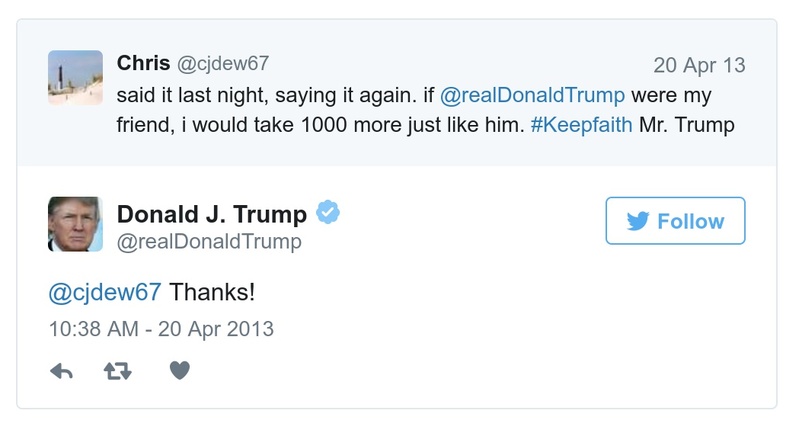 Chris @cjdew67 20 Apr 13
said it last night, saying it again. if @realDonaldTrump were my
friend, i would take 1000 more just like him. #Keepfaith Mr. Trump
Donald J. Trump
@realDonaldTrump
Follow
@cjdew67 Thanks!
10:38 AM - 20 Apr 2013